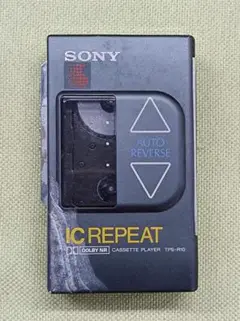 SONY
AUTO
REVERSE
IC REPEAT
DOLBY NR CASSETTE PLAYER TPS-R10